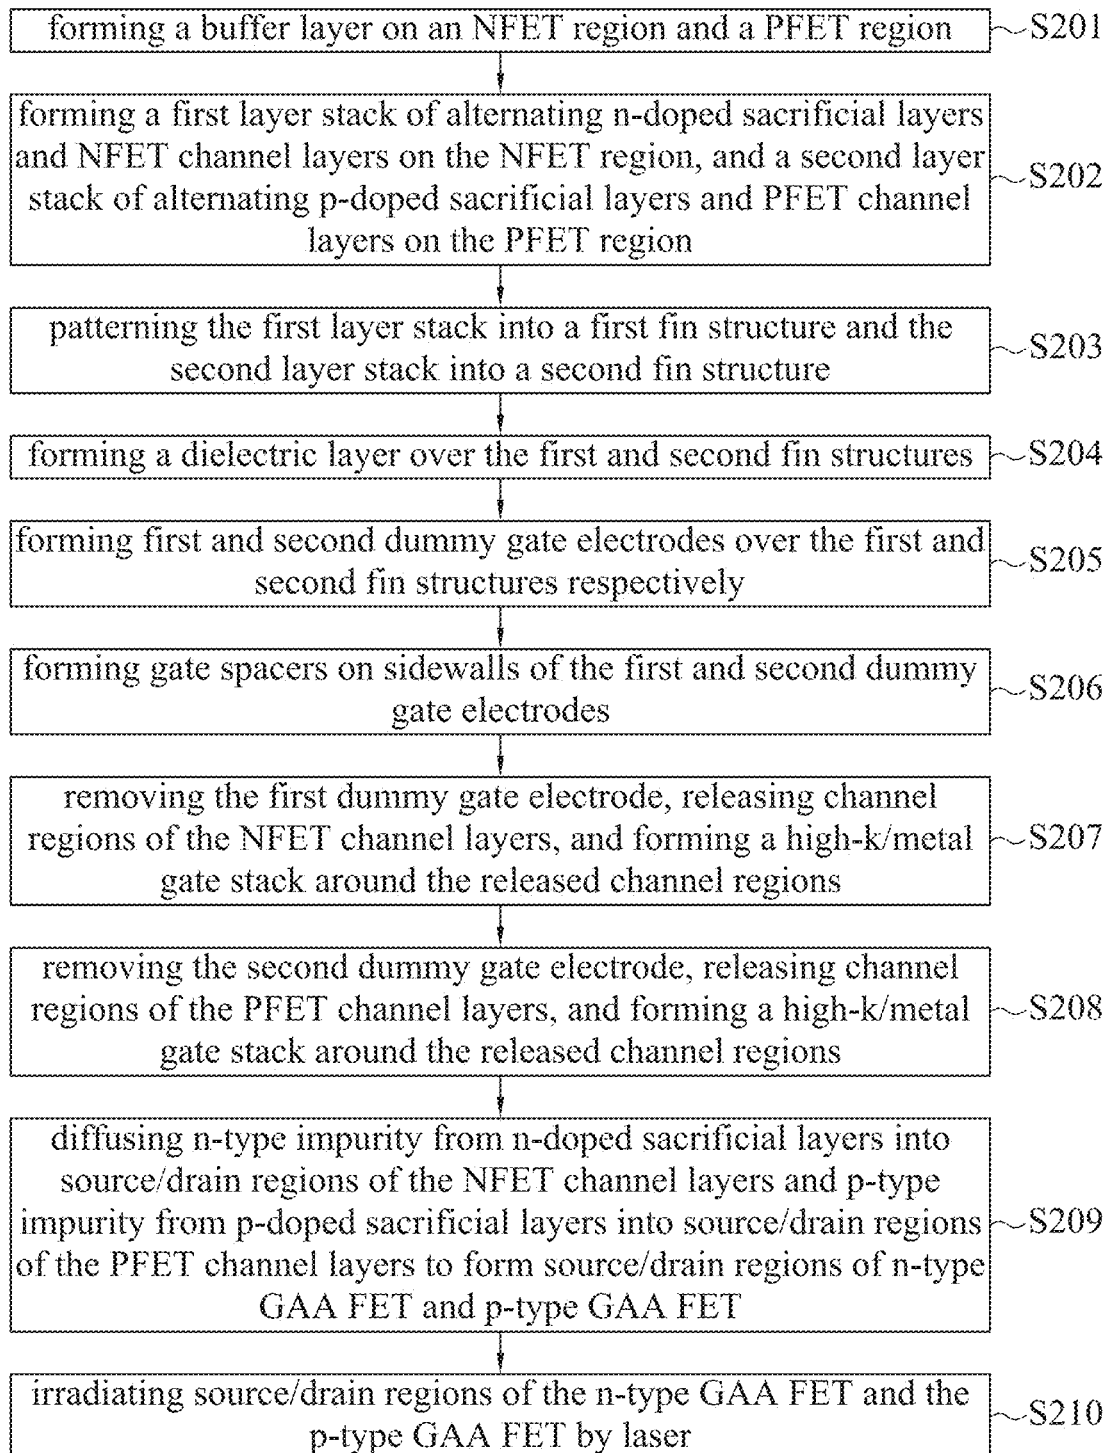 forming a buffer layer on an NFET region and a PFET region
S201
forming a first layer stack of alternating n-doped sacrificial layers
and NFET channel layers on the NFET region, and a second layer
stack of alternating p-doped sacrificial layers and PFET channel
layers on the PFET region
S202
patterning the first layer stack into a first fin structure and the
second layer stack into a second fin structure
S203
forming a dielectric layer over the first and second fin structures
S204
forming first and second dummy gate electrodes over the first and
second fin structures respectively
S205
forming gate spacers on sidewalls of the first and second dummy
gate electrodes
S206
removing the first dummy gate electrode, releasing channel
regions of the NFET channel layers, and forming a high-k/metal
gate stack around the released channel regions
S207
removing the second dummy gate electrode, releasing channel
regions of the PFET channel layers, and forming a high-k/metal
gate stack around the released channel regions
S208
diffusing n-type impurity from n-doped sacrificial layers into
source/drain regions of the NFET channel layers and p-type
impurity from p-doped sacrificial layers into source/drain regions
of the PFET channel layers to form source/drain regions of n-type
GAA FET and p-type GAA FET
S209
irradiating source/drain regions of the n-type GAA FET and the
p-type GAA FET by laser
S210